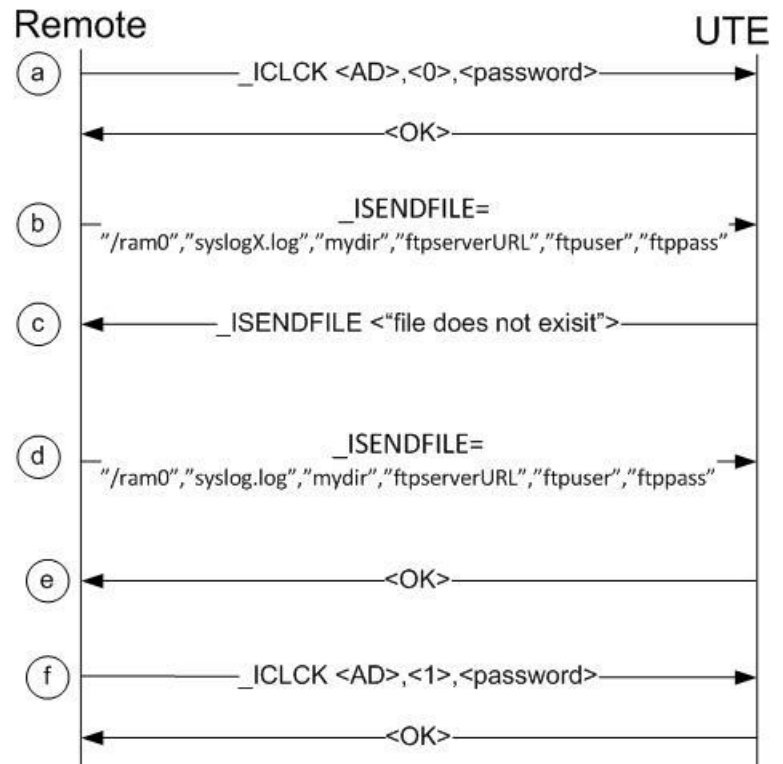 Remote
UTE
a
_ICLCK <AD>,<0>,<password>
<OK>
b
_ISENDFILE=
"/ram0","syslogX.log","mydir","ftpserverURL","ftpuser","ftppass"
c
_ISENDFILE <"file does not exisit">
d
_ISENDFILE=
"/ram0","syslog.log","mydir","ftpserverURL","ftpuser","ftppass"
e
<OK>
f
_ICLCK <AD>,<1>,<password>
<OK>